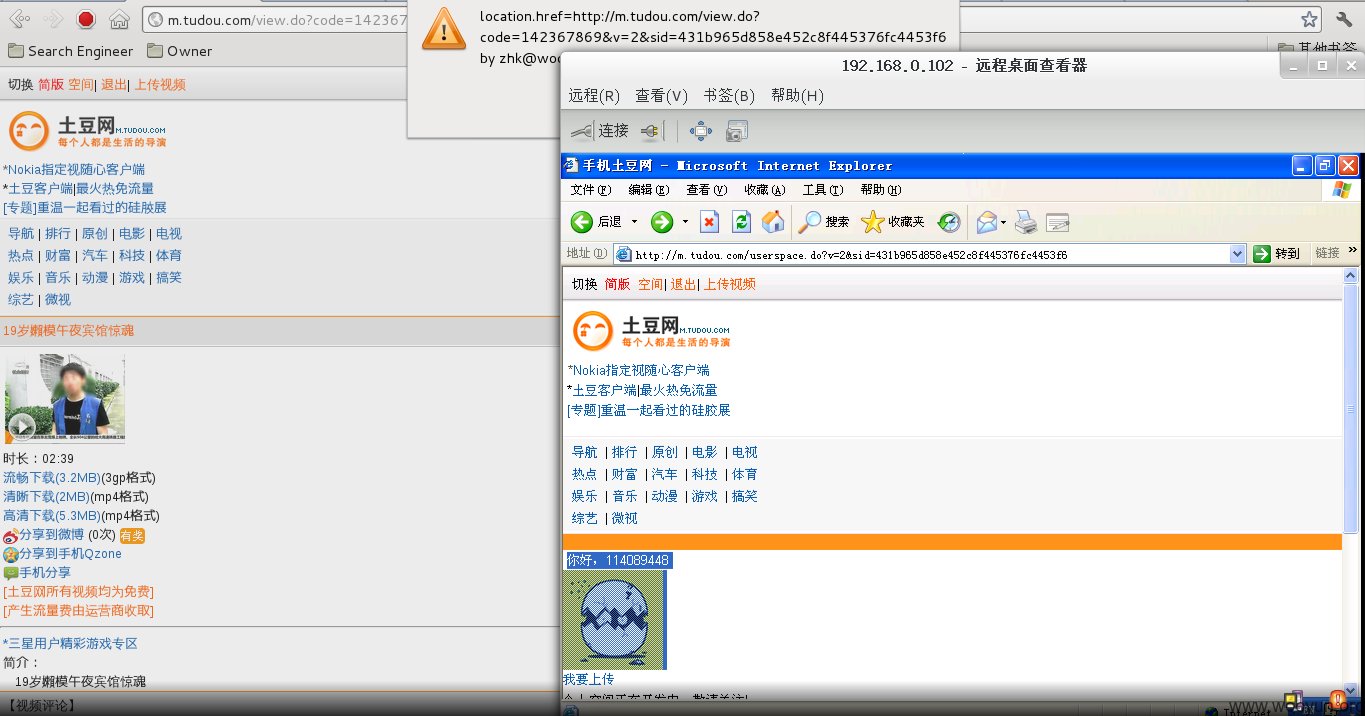 m.tudou.com/view.do?code=142367
Search Engineer
Owner
其他书签
location.href=http://m.tudou.com/view.do?
code=142367869&v=2&sid=431b965d858e452c8f445376fc4453f6
by zhk@woo
切换 简版 空间| 退出| 上传视频
土豆网M.TUDOU.COM
每个人都是生活的导演
*Nokia指定视随心客户端
*土豆客户端|最火热免流量
[专题]重温一起看过的硅胶展
导航 | 排行 | 原创 | 电影 | 电视
热点 | 财富 | 汽车 | 科技 | 体育
娱乐 | 音乐 | 动漫 | 游戏 | 搞笑
综艺 | 微视
19岁嫩模午夜宾馆惊魂
时长：02:39
流畅下载(3.2MB)(3gp格式)
清晰下载(2MB)(mp4格式)
高清下载(5.3MB)(mp4格式)
分享到微博 (0次) 有奖
分享到手机Qzone
手机分享
[土豆网所有视频均为免费]
[产生流量费由运营商收取]
*三星用户精彩游戏专区
简介：
19岁嫩模午夜宾馆惊魂
【视频评论】
192.168.0.102 - 远程桌面查看器
远程(R) 查看(V) 书签(B) 帮助(H)
连接
手机土豆网 - Microsoft Internet Explorer
文件(F) 编辑(E) 查看(V) 收藏(A) 工具(T) 帮助(H)
后退 搜索 收藏夹
地址(D) http://m.tudou.com/userspace.do?v=2&sid=431b965d858e452c8f445376fc4453f6 转到 链接 »
切换 简版 空间| 退出| 上传视频
土豆网M.TUDOU.COM
每个人都是生活的导演
*Nokia指定视随心客户端
*土豆客户端|最火热免流量
[专题]重温一起看过的硅胶展
导航 | 排行 | 原创 | 电影 | 电视
热点 | 财富 | 汽车 | 科技 | 体育
娱乐 | 音乐 | 动漫 | 游戏 | 搞笑
综艺 | 微视
你好，114089448
我要上传
个人空间正在开发中，敬请关注!
Internet